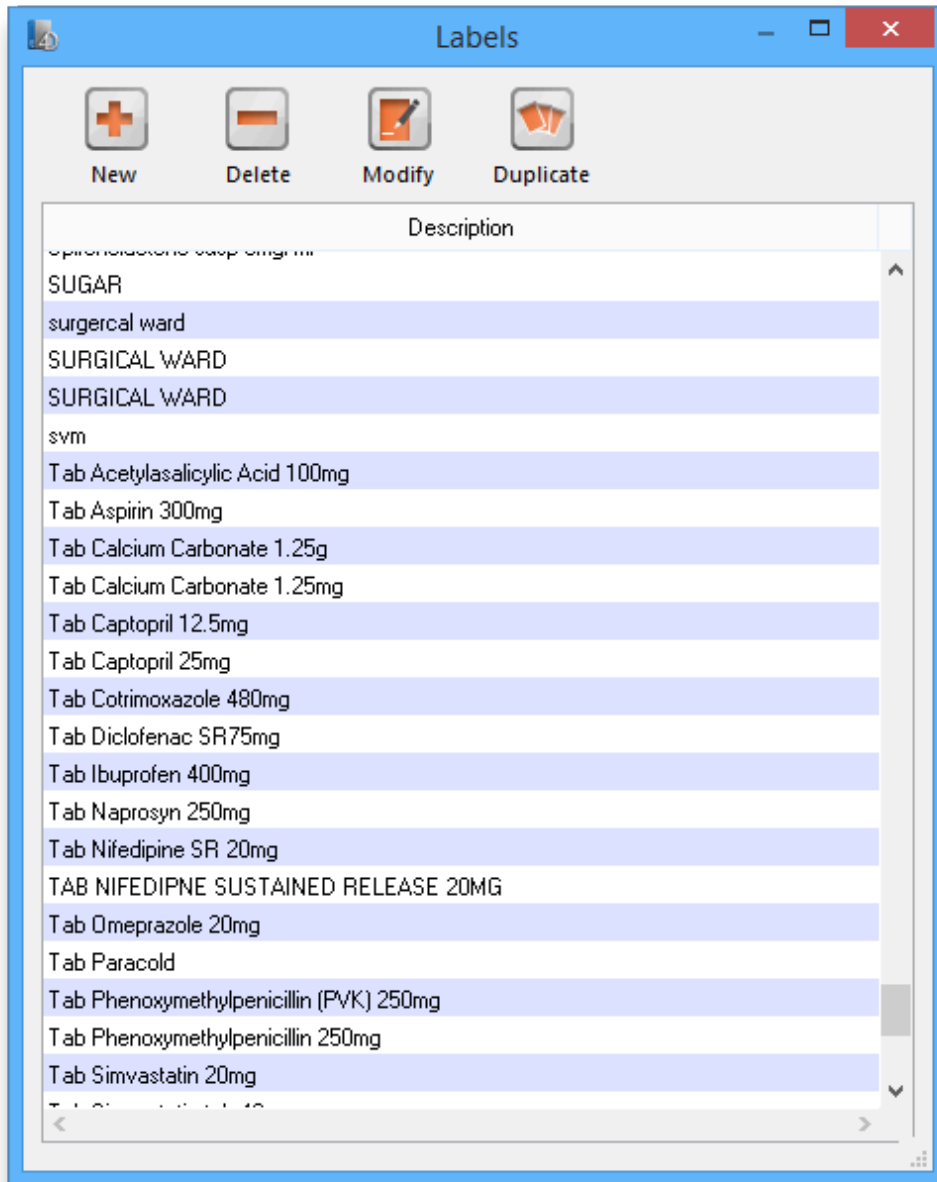 Labels
New Delete Modify Duplicate
Description
SUGAR
surgercal ward
SURGICAL WARD
SURGICAL WARD
svm
Tab Acetylasalicylic Acid 100mg
Tab Aspirin 300mg
Tab Calcium Carbonate 1.25g
Tab Calcium Carbonate 1.25mg
Tab Captopril 12.5mg
Tab Captopril 25mg
Tab Cotrimoxazole 480mg
Tab Diclofenac SR75mg
Tab Ibuprofen 400mg
Tab Naprosyn 250mg
Tab Nifedipine SR 20mg
TAB NIFEDIPNE SUSTAINED RELEASE 20MG
Tab Omeprazole 20mg
Tab Paracold
Tab Phenoxymethylpenicillin (PVK) 250mg
Tab Phenoxymethylpenicillin 250mg
Tab Simvastatin 20mg